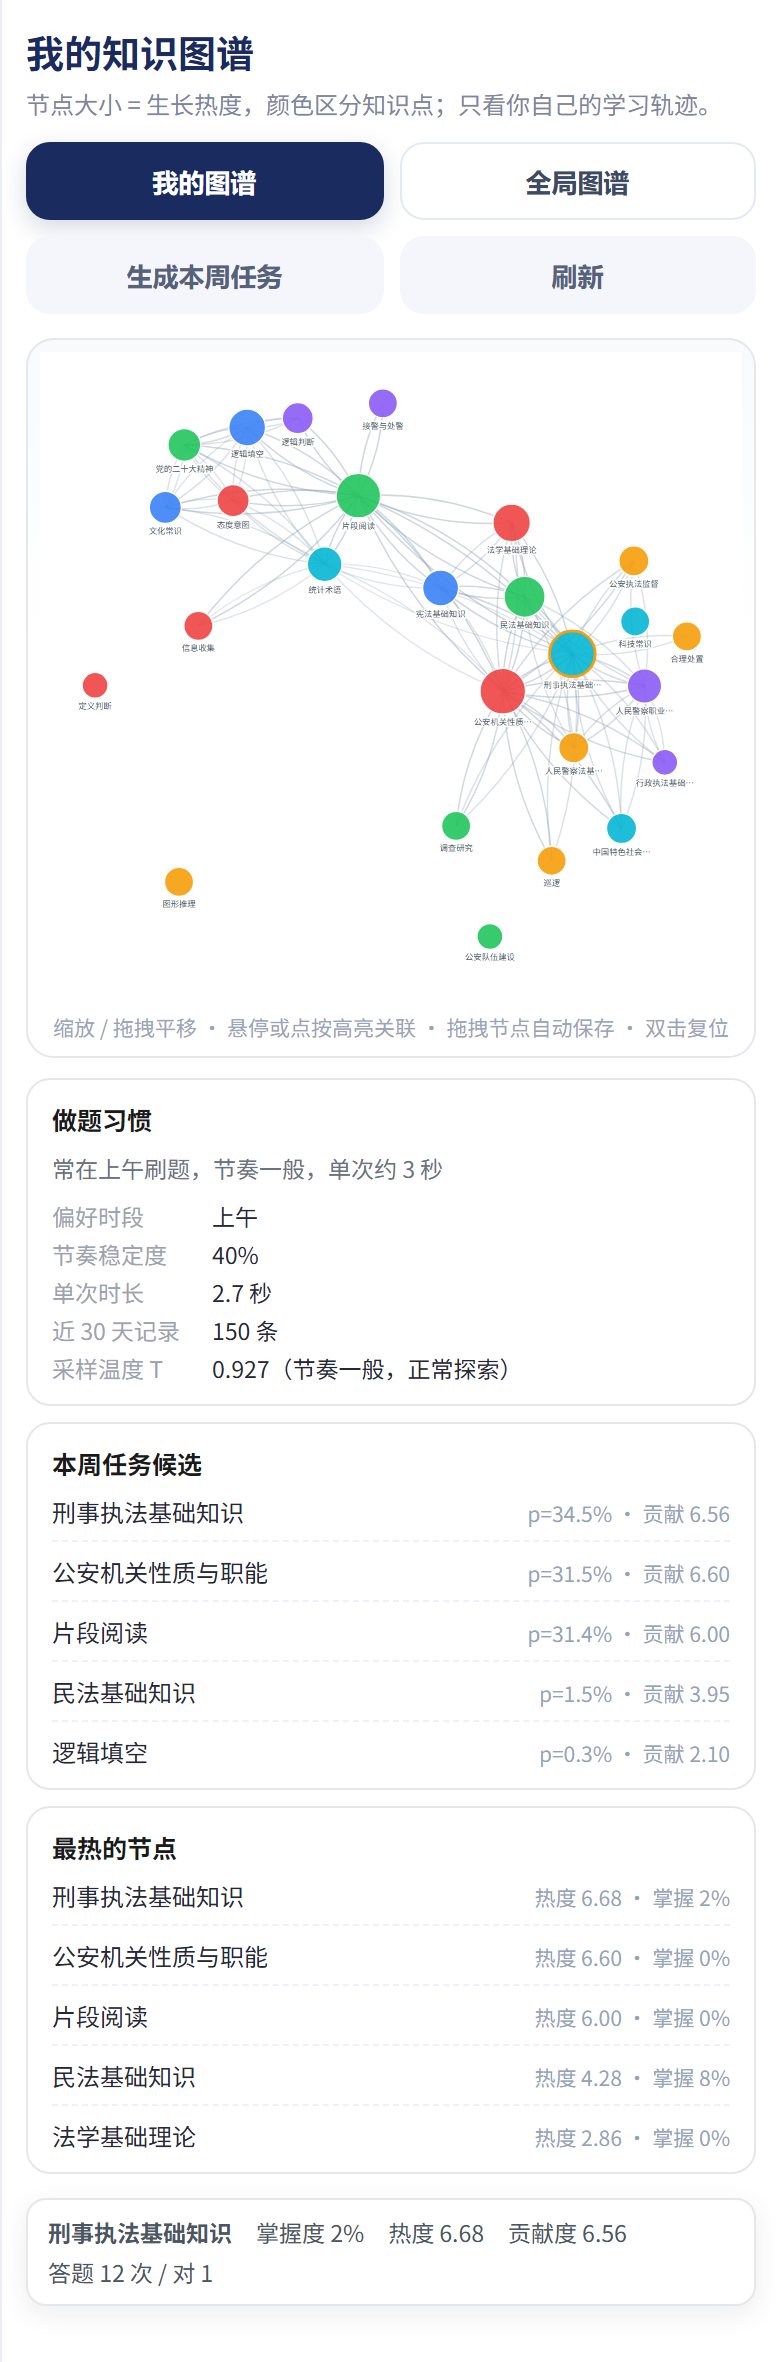 我的知识图谱
节点大小 = 生长热度，颜色区分知识点；只看你自己的学习轨迹。
我的图谱
全局图谱
生成本周任务
刷新
接警与处警
逻辑判断
逻辑填空
党的二十大精神
态度意图
文化常识
片段阅读
法学基础理论
统计术语
公安执法监督
宪法基础知识
民法基础知识
科技常识
信息收集
合理处置
刑事执法基础…
定义判断
人民警察职业…
公安机关性质…
人民警察法基…
行政执法基础…
调查研究
中国特色社会…
巡逻
图形推理
公安队伍建设
缩放 / 拖拽平移 · 悬停或点按高亮关联 · 拖拽节点自动保存 · 双击复位
做题习惯
常在上午刷题，节奏一般，单次约 3 秒
偏好时段 上午
节奏稳定度 40%
单次时长 2.7 秒
近 30 天记录 150 条
采样温度 T 0.927（节奏一般，正常探索）
本周任务候选
刑事执法基础知识 p=34.5% · 贡献 6.56
公安机关性质与职能 p=31.5% · 贡献 6.60
片段阅读 p=31.4% · 贡献 6.00
民法基础知识 p=1.5% · 贡献 3.95
逻辑填空 p=0.3% · 贡献 2.10
最热的节点
刑事执法基础知识 热度 6.68 · 掌握 2%
公安机关性质与职能 热度 6.60 · 掌握 0%
片段阅读 热度 6.00 · 掌握 0%
民法基础知识 热度 4.28 · 掌握 8%
法学基础理论 热度 2.86 · 掌握 0%
刑事执法基础知识 掌握度 2% 热度 6.68 贡献度 6.56
答题 12 次 / 对 1